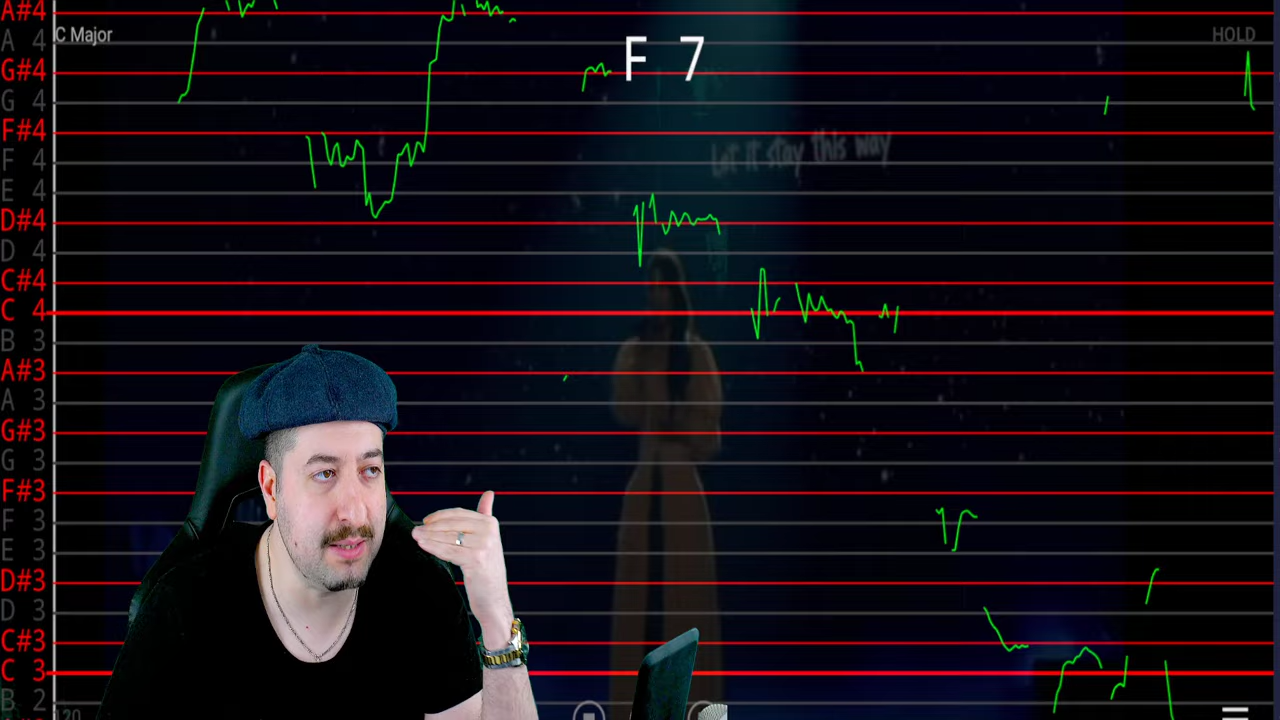 A#4
C Major
HOLD
A 4
F 7
G#4
G 4
F#4
Let it stay this way
F 4
E 4
D#4
D 4
C#4
C 4
B 3
A#3
A 3
G#3
G 3
F#3
F 3
E 3
D#3
D 3
C#3
C 3
B 2
120